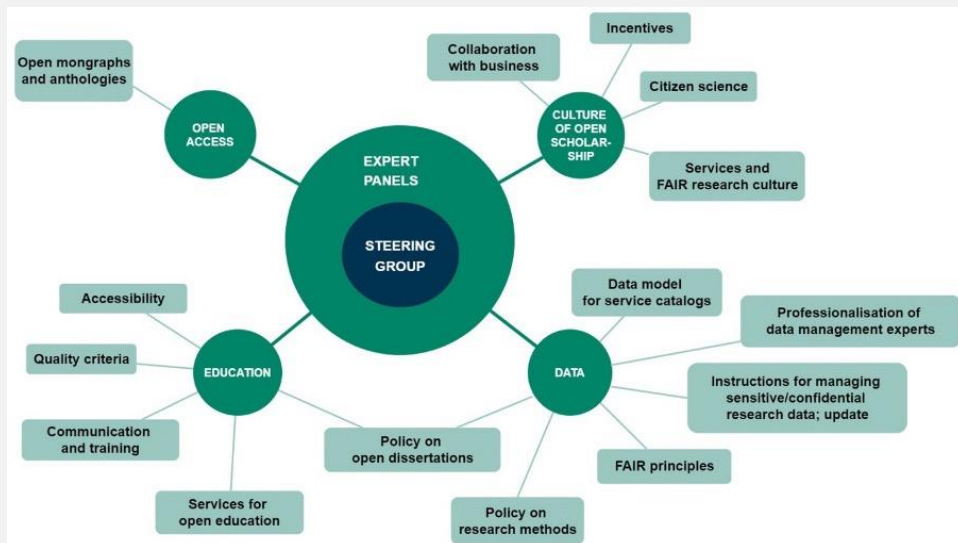 Open mongraphs
and anthologies
OPEN
ACCESS
Incentives
Collaboration
with business
Citizen science
CULTURE
OF OPEN
SCHOLAR-
SHIP
Services and
FAIR research culture
EXPERT
PANELS
STEERING
GROUP
Accessibility
Quality criteria
EDUCATION
Communication
and training
Services for
open education
Policy on
open dissertations
Data model
for service catalogs
Professionalisation of
data management experts
DATA
Instructions for managing
sensitive/confidential
research data; update
FAIR principles
Policy on
research methods